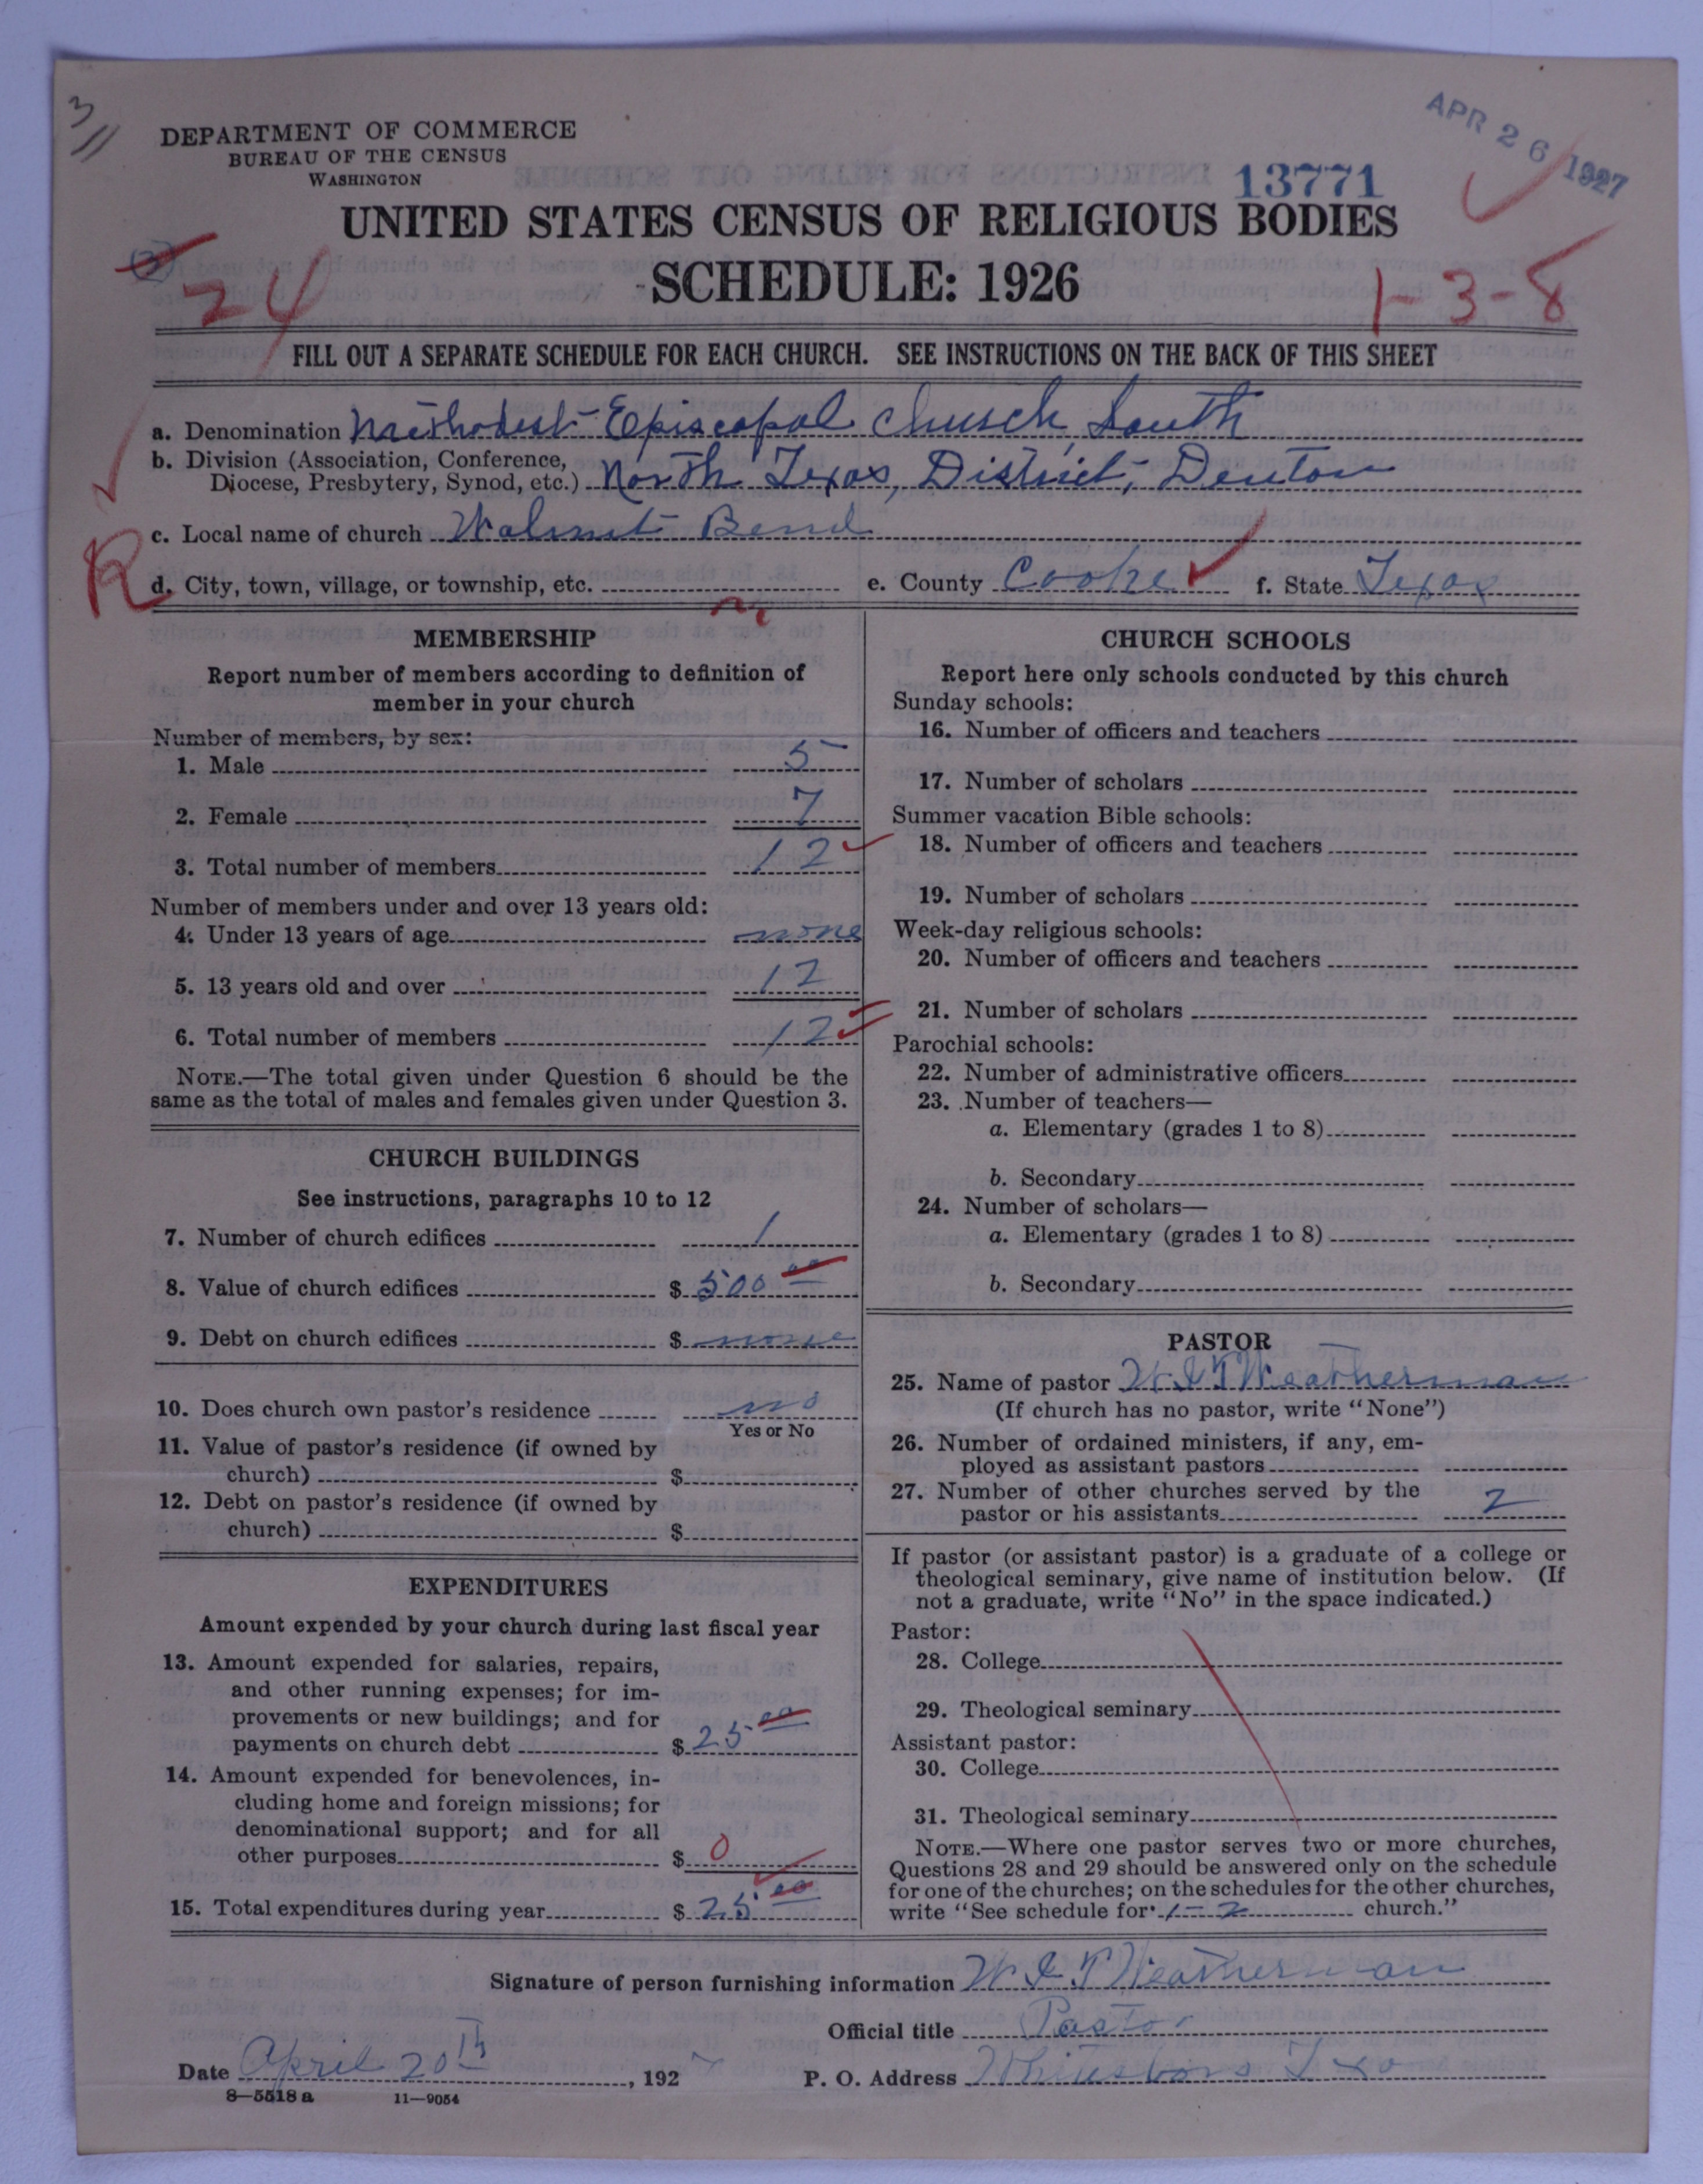 3
APR 26 1927
DEPARTMENT OF COMMERCE
BUREAU OF THE CENSUS
WASHINGTON
13771
UNITED STATES CENSUS OF RELIGIOUS BODIES
SCHEDULE: 1926
(3)
24
1-3-8
FILL OUT A SEPARATE SCHEDULE FOR EACH CHURCH. SEE INSTRUCTIONS ON THE BACK OF THIS SHEET
a. Denomination Methodist Episcopal Church, South
b. Division (Association, Conference,
Diocese, Presbytery, Synod, etc.) North Texas, District, Denton
c. Local name of church Walnut Bend
R
d. City, town, village, or township, etc. e. County Cooke f. State Texas
MEMBERSHIP
Report number of members according to definition of
member in your church
Number of members, by sex:
1. Male 5
2. Female 7
3. Total number of members 12
Number of members under and over 13 years old:
4. Under 13 years of age none
5. 13 years old and over 12
6. Total number of members 12
NOTE.—The total given under Question 6 should be the
same as the total of males and females given under Question 3.
CHURCH BUILDINGS
See instructions, paragraphs 10 to 12
7. Number of church edifices 1
8. Value of church edifices $ 500 00
9. Debt on church edifices $ none
10. Does church own pastor's residence no
Yes or No
11. Value of pastor's residence (if owned by
church) $
12. Debt on pastor's residence (if owned by
church) $
EXPENDITURES
Amount expended by your church during last fiscal year
13. Amount expended for salaries, repairs,
and other running expenses; for im-
provements or new buildings; and for
payments on church debt $ 25 00
14. Amount expended for benevolences, in-
cluding home and foreign missions; for
denominational support; and for all
other purposes $ 0
15. Total expenditures during year $ 25 00
CHURCH SCHOOLS
Report here only schools conducted by this church
Sunday schools:
16. Number of officers and teachers
17. Number of scholars
Summer vacation Bible schools:
18. Number of officers and teachers
19. Number of scholars
Week-day religious schools:
20. Number of officers and teachers
21. Number of scholars
Parochial schools:
22. Number of administrative officers
23. Number of teachers—
a. Elementary (grades 1 to 8)
b. Secondary
24. Number of scholars—
a. Elementary (grades 1 to 8)
b. Secondary
PASTOR
25. Name of pastor Weatherman
(If church has no pastor, write "None")
26. Number of ordained ministers, if any, em-
ployed as assistant pastors
27. Number of other churches served by the
pastor or his assistants 2
If pastor (or assistant pastor) is a graduate of a college or
theological seminary, give name of institution below. (If
not a graduate, write "No" in the space indicated.)
Pastor:
28. College
29. Theological seminary
Assistant pastor:
30. College
31. Theological seminary
NOTE.—Where one pastor serves two or more churches,
Questions 28 and 29 should be answered only on the schedule
for one of the churches; on the schedules for the other churches,
write "See schedule for 1-2 church."
Signature of person furnishing information Weatherman
Official title Pastor
Date April 20th, 1927 P. O. Address Whitesboro Texas
8—5518 a 11—9054